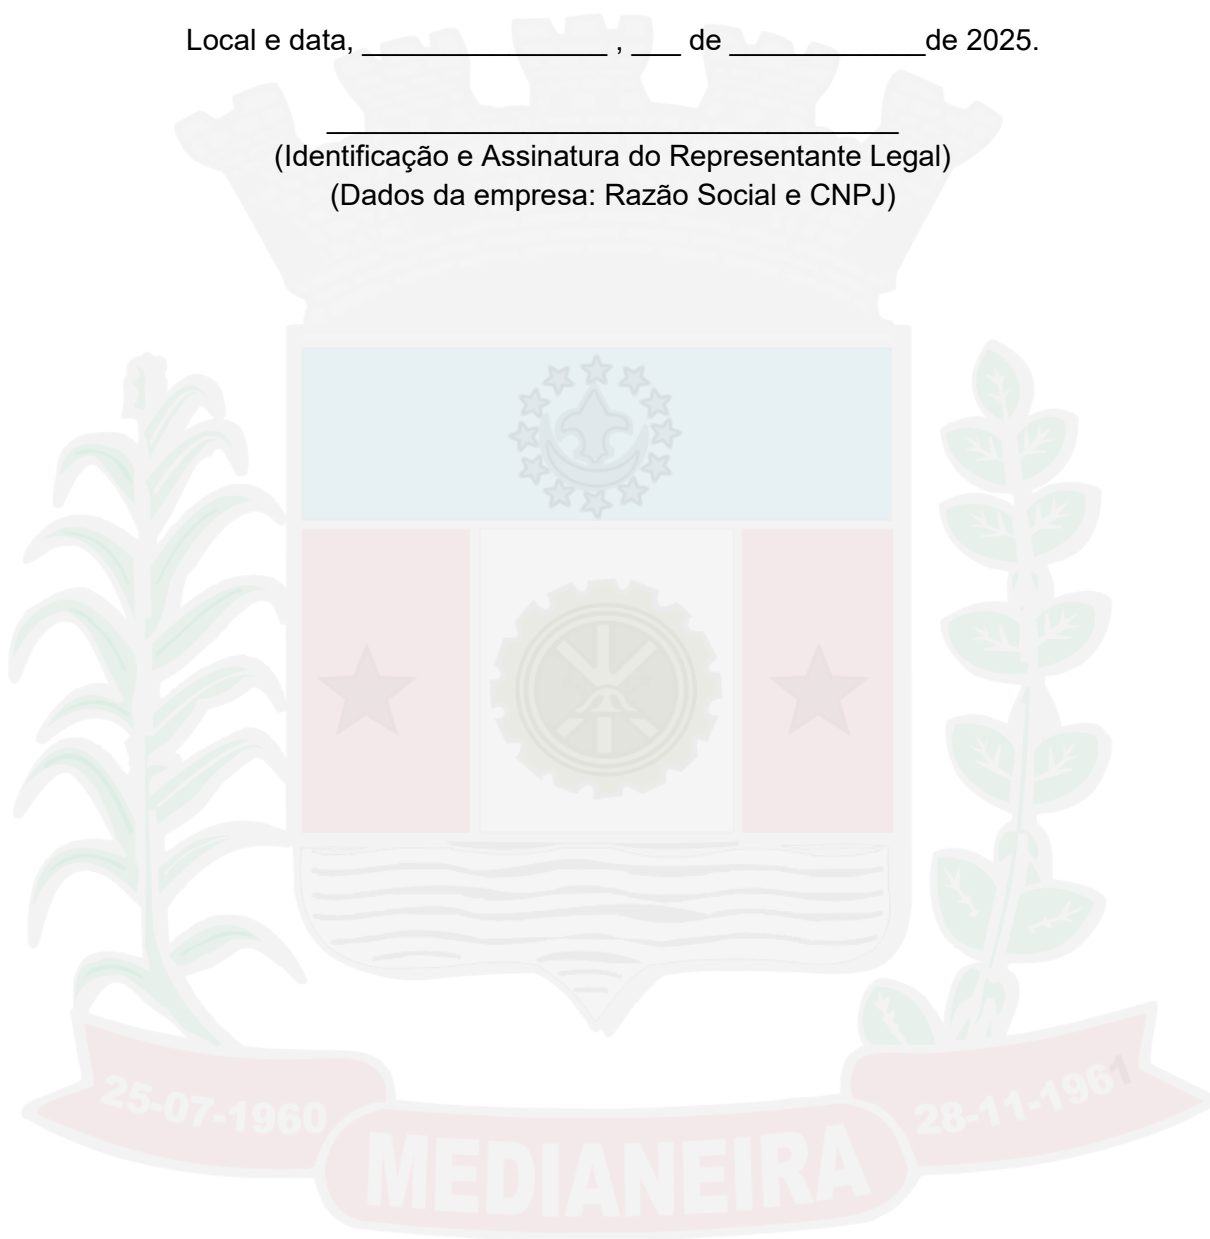 Local e data, _______________ , ___ de ____________de 2025.
___________________________________
(Identificação e Assinatura do Representante Legal)
(Dados da empresa: Razão Social e CNPJ)
25-07-1960
28-11-1961
MEDIANEIRA